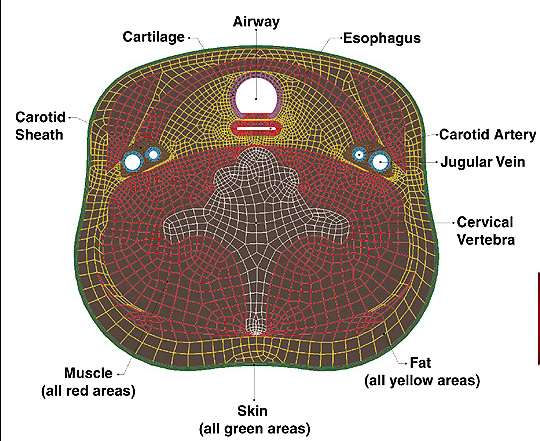 Airway
Cartilage
Esophagus
Carotid
Sheath
Carotid Artery
Jugular Vein
Cervical
Vertebra
Muscle
(all red areas)
Fat
(all yellow areas)
Skin
(all green areas)